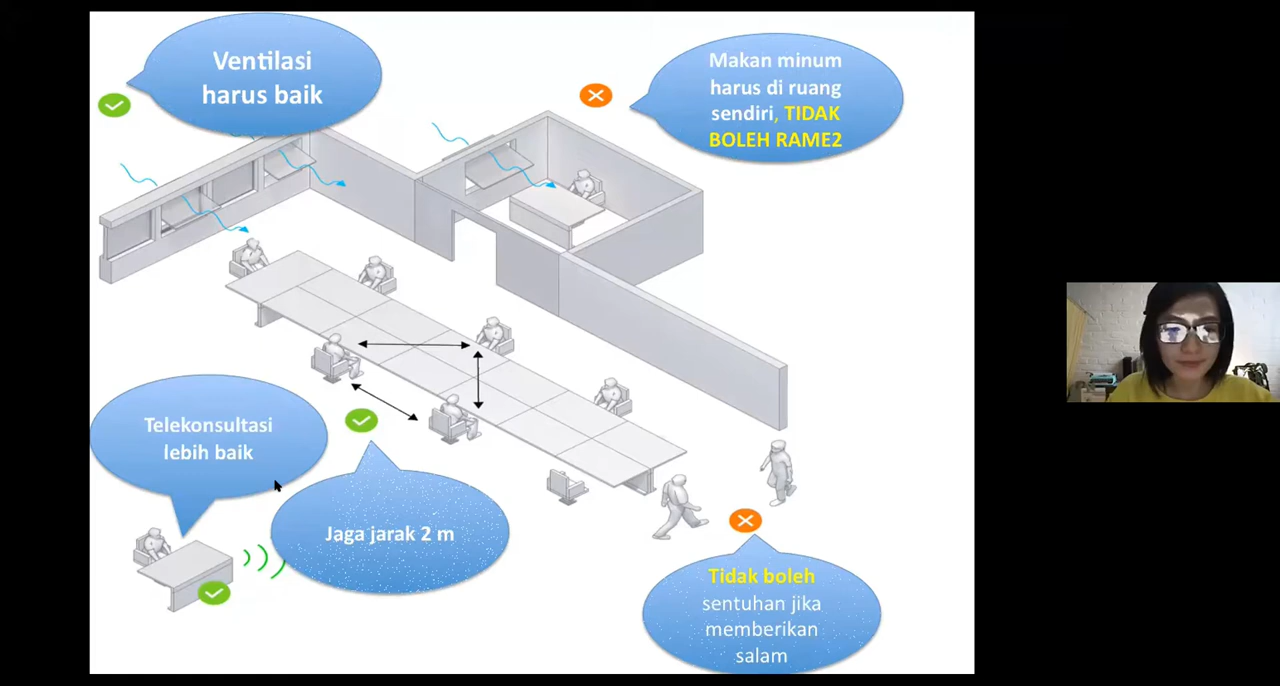 Ventilasi
harus baik
Makan minum
harus di ruang
sendiri, TIDAK
BOLEH RAME2
Telekonsultasi
lebih baik
Jaga jarak 2 m
Tidak boleh
sentuhan jika
memberikan
salam